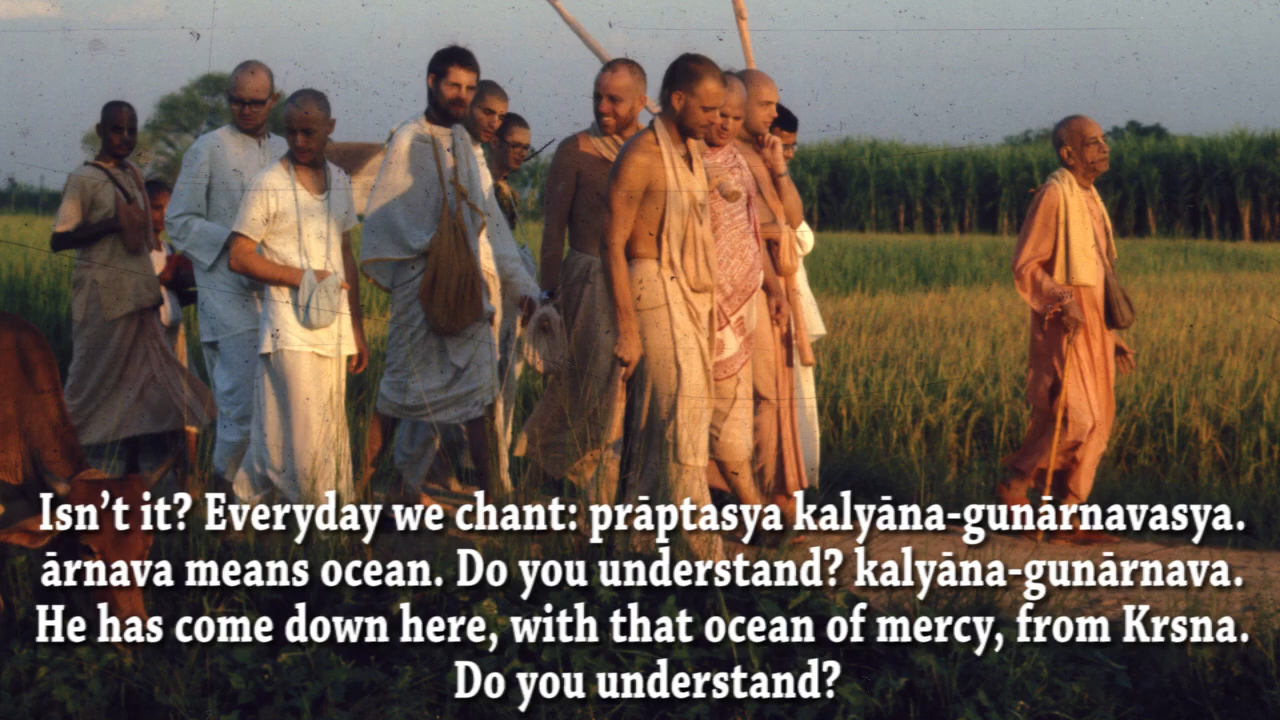 Isn’t it? Everyday we chant: prāptasya kalyāna-gunārnavasya.
ārnava means ocean. Do you understand? kalyāna-gunārnava.
He has come down here, with that ocean of mercy, from Krsna.
Do you understand?